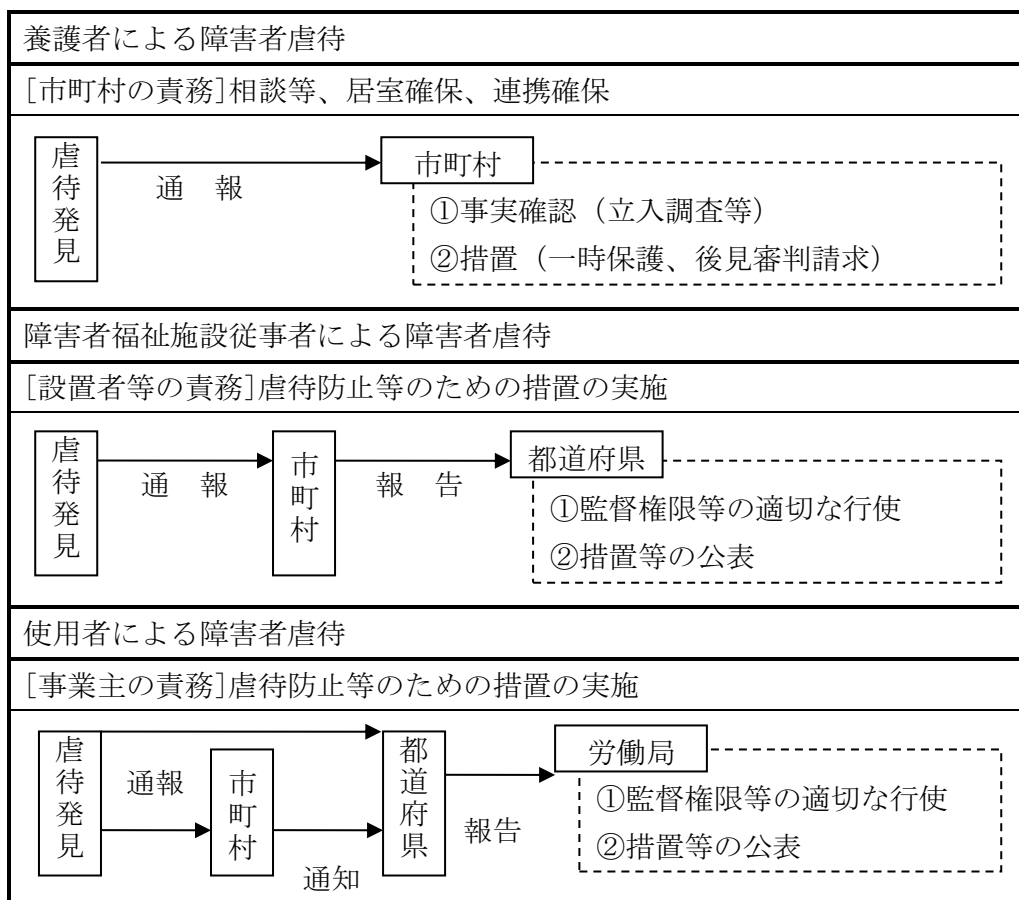 養護者による障害者虐待
[市町村の責務]相談等、居室確保、連携確保
虐待発見
通 報
市町村
①事実確認（立入調査等）
②措置（一時保護、後見審判請求）
障害者福祉施設従事者による障害者虐待
[設置者等の責務]虐待防止等のための措置の実施
虐待発見
通 報
市町村
報 告
都道府県
①監督権限等の適切な行使
②措置等の公表
使用者による障害者虐待
[事業主の責務]虐待防止等のための措置の実施
虐待発見
通報
市町村
通知
都道府県
報告
労働局
①監督権限等の適切な行使
②措置等の公表